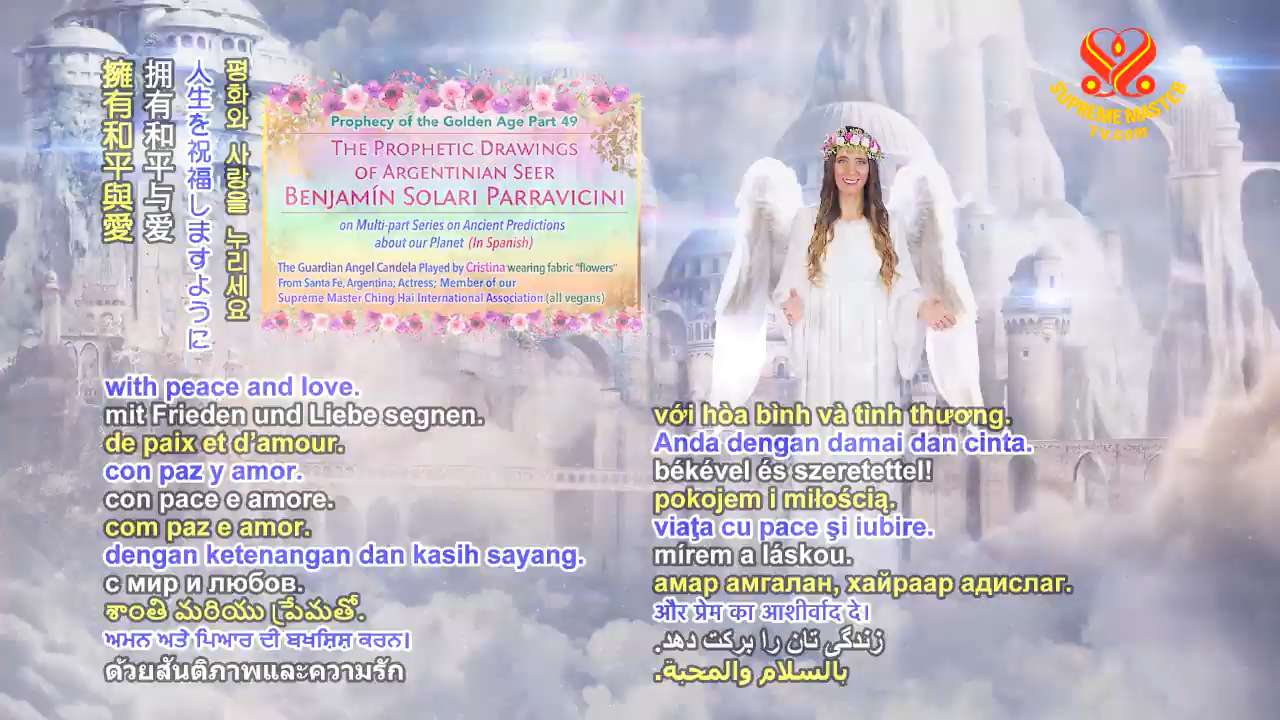 擁有和平與愛
拥有和平与爱
人生を祝福しますように
평화와 사랑을 누리세요
Prophecy of the Golden Age Part 49
THE PROPHETIC DRAWINGS
OF ARGENTINIAN SEER
BENJAMÍN SOLARI PARRAVICINI
on Multi-part Series on Ancient Predictions
about our Planet (In Spanish)
The Guardian Angel Candela Played by Cristina wearing fabric "flowers"
From Santa Fe, Argentina; Actress; Member of our
Supreme Master Ching Hai International Association (all vegans)
SUPREME MASTER
TV.com
with peace and love.
mit Frieden und Liebe segnen.
de paix et d'amour.
con paz y amor.
con pace e amore.
com paz e amor.
dengan ketenangan dan kasih sayang.
с мир и любов.
శాంతి మరియు ప్రేమతో.
ਅਮਨ ਅਤੇ ਪਿਆਰ ਦੀ ਬਖਸ਼ਿਸ਼ ਕਰਨ।
ด้วยสันติภาพและความรัก
với hòa bình và tình thương.
Anda dengan damai dan cinta.
békével és szeretettel!
pokojem i miłością.
viaţa cu pace şi iubire.
mírem a láskou.
амар амгалан, хайраар адислаг.
और प्रेम का आशीर्वाद दे।
زندگی تان را برکت دهد.
بالسلام والمحبة.